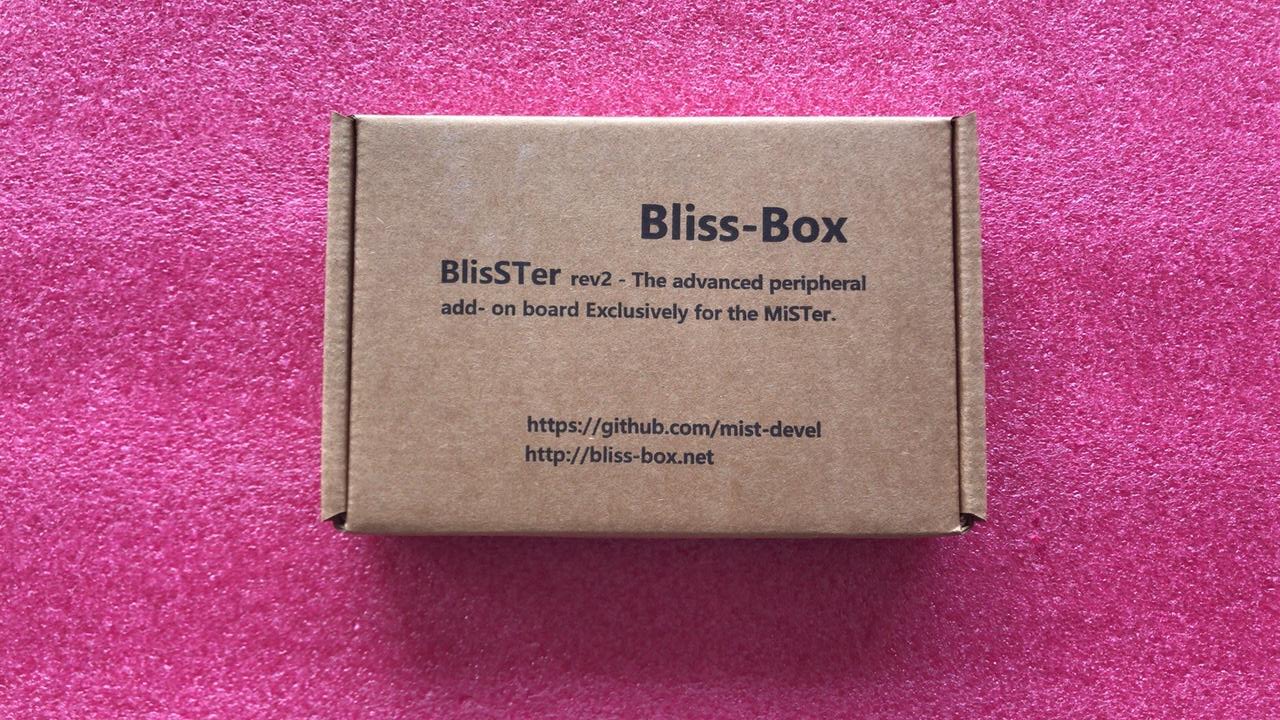 Bliss-Box
BlisSTer rev2 - The advanced peripheral
add- on board Exclusively for the MiSTer.
https://github.com/mist-devel
http://bliss-box.net